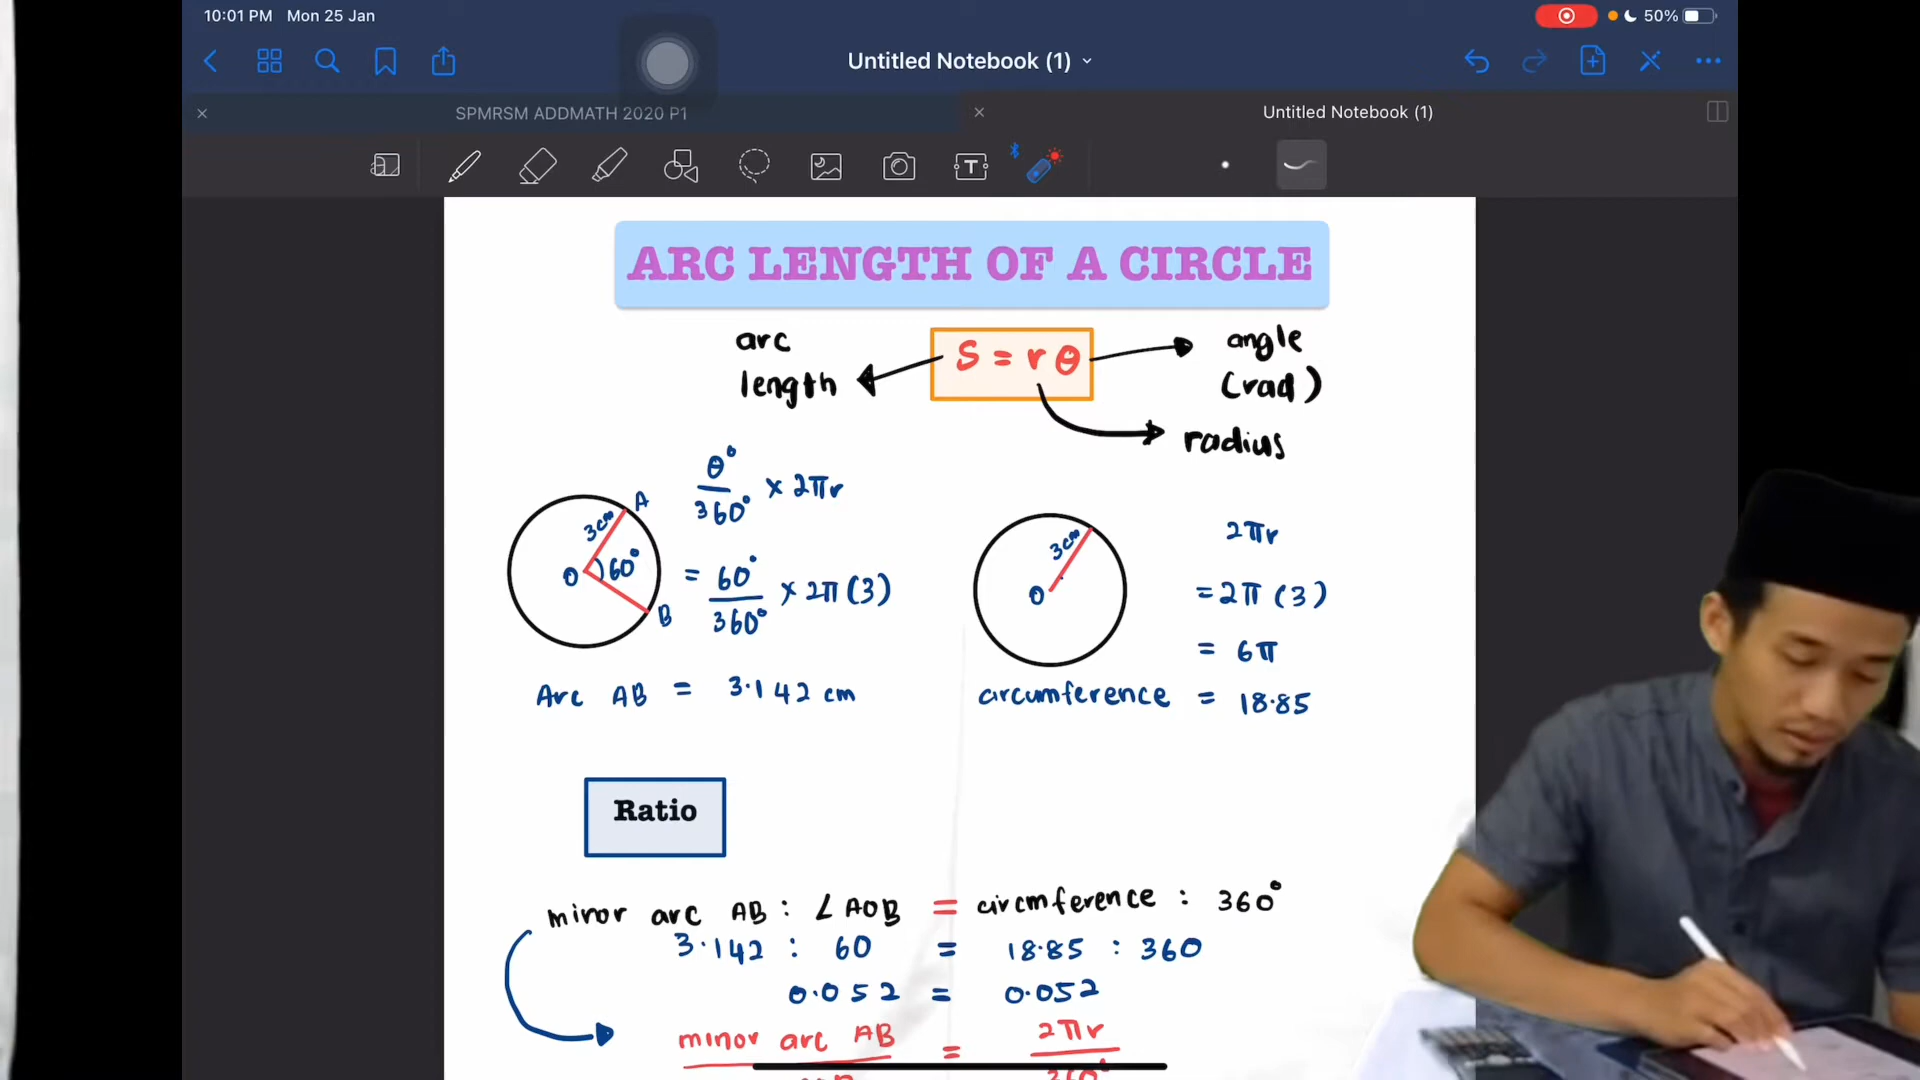 10:01 PM Mon 25 Jan
50%
Untitled Notebook (1)
SPMRSM ADDMATH 2020 P1
Untitled Notebook (1)
T
ARC LENGTH OF A CIRCLE
arc
length
S = r θ
angle
(rad)
radius
θ°/360° × 2πr
3cm A
O 60°
B
= 60°/360° × 2π(3)
Arc AB = 3.142 cm
3cm
O
2πr
= 2π(3)
= 6π
circumference = 18.85
Ratio
minor arc AB : ∠AOB = circmference : 360°
3.142 : 60 = 18.85 : 360
0.052 = 0.052
minor arc AB = 2πr
360°